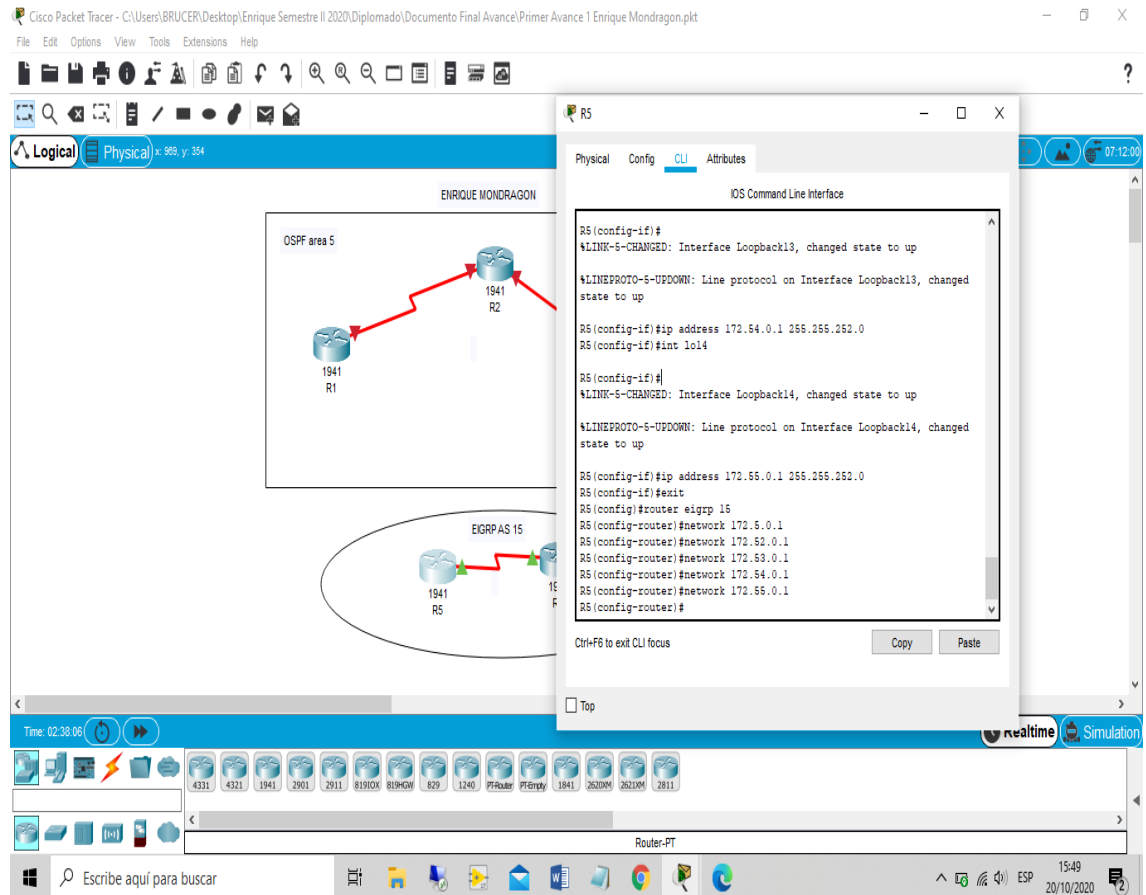 Cisco Packet Tracer - C:\Users\BRUCER\Desktop\Enrique Semestre II 2020\Diplomado\Documento Final Avance\Primer Avance 1 Enrique Mondragon.pkt
File Edit Options View Tools Extensions Help
?
Logical
Physical
x: 989, y: 354
07:12:00
ENRIQUE MONDRAGON
OSPF area 5
1941
R2
1941
R1
EIGRP AS 15
1941
R5
R5
Physical Config CLI Attributes
IOS Command Line Interface
R5(config-if)#
%LINK-5-CHANGED: Interface Loopback13, changed state to up
%LINEPROTO-5-UPDOWN: Line protocol on Interface Loopback13, changed
state to up
R5(config-if)#ip address 172.54.0.1 255.255.252.0
R5(config-if)#int lo14
R5(config-if)#
%LINK-5-CHANGED: Interface Loopback14, changed state to up
%LINEPROTO-5-UPDOWN: Line protocol on Interface Loopback14, changed
state to up
R5(config-if)#ip address 172.55.0.1 255.255.252.0
R5(config-if)#exit
R5(config)#router eigrp 15
R5(config-router)#network 172.5.0.1
R5(config-router)#network 172.52.0.1
R5(config-router)#network 172.53.0.1
R5(config-router)#network 172.54.0.1
R5(config-router)#network 172.55.0.1
R5(config-router)#
Ctrl+F6 to exit CLI focus
Copy
Paste
Top
Time: 02:38:06
Realtime
Simulation
4331 4321 1941 2901 2911 819IOX 819HGW 829 1240 PT-Router PT-Empty 1841 2620XM 2621XM 2811
Router-PT
Escribe aquí para buscar
ESP
15:49
20/10/2020
2